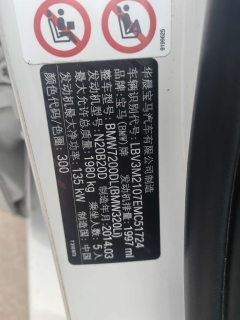 华晨宝马汽车有限公司制造
车辆识别代号: LBV3M2107EMC51724
品牌: 宝马(BMW)牌
整车型号: BMW7200DL(BMW320Li)
发动机型号: N20B20D 制造年月: 2014.03
最大允许总质量: 1980 kg 乘坐人数: 5人
发动机最大净功率: 135 kW 发动机排量: 1997 ml
颜色代码/色圈: 300 制造国: 中国